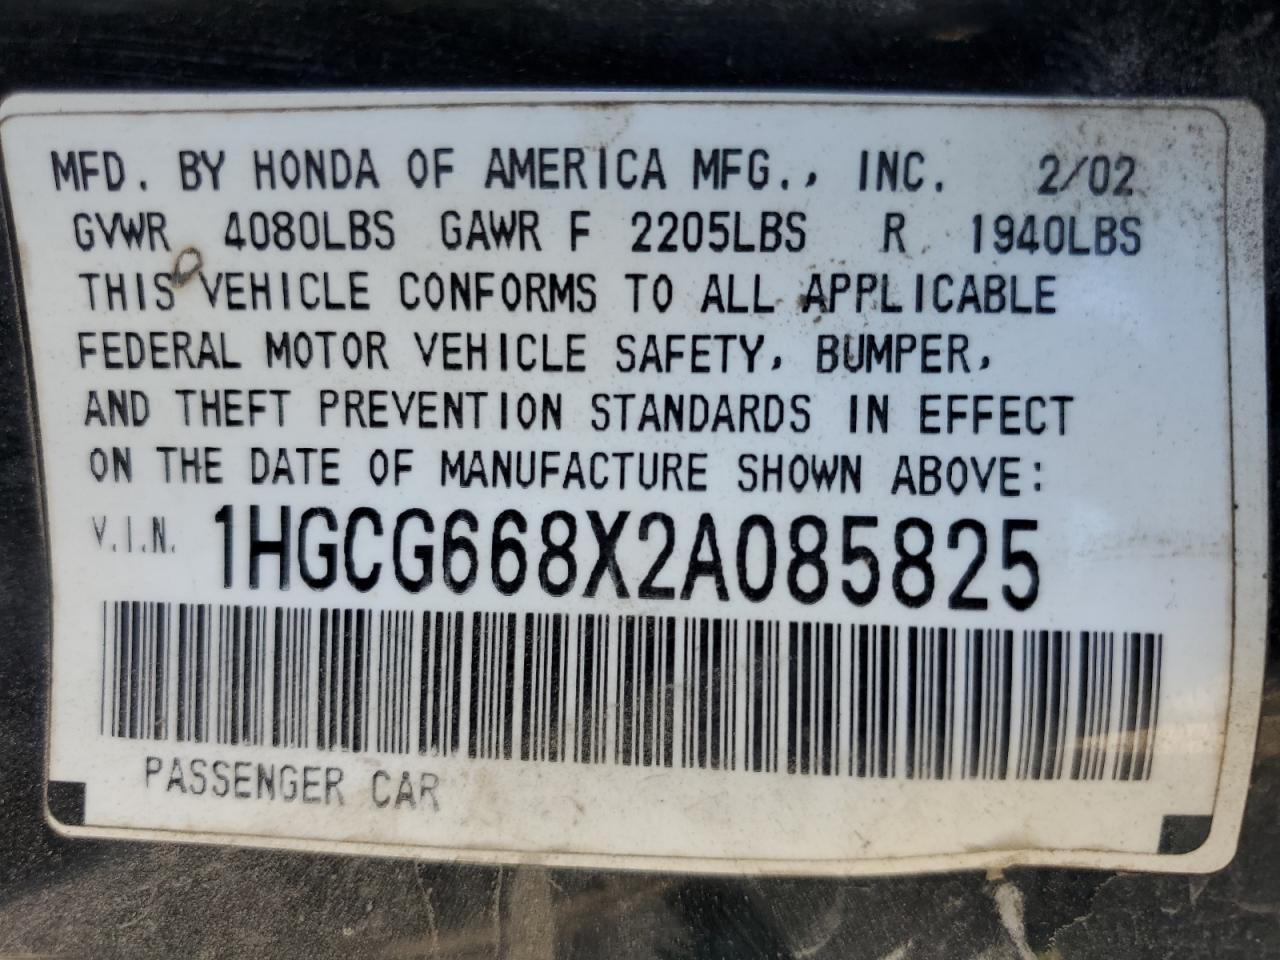 MFD. BY HONDA OF AMERICA MFG., INC. 2/02
GVWR 4080LBS GAWR F 2205LBS R 1940LBS
THIS VEHICLE CONFORMS TO ALL APPLICABLE
FEDERAL MOTOR VEHICLE SAFETY, BUMPER,
AND THEFT PREVENTION STANDARDS IN EFFECT
ON THE DATE OF MANUFACTURE SHOWN ABOVE:
V.I.N. 1HGCG668X2A085825
PASSENGER CAR